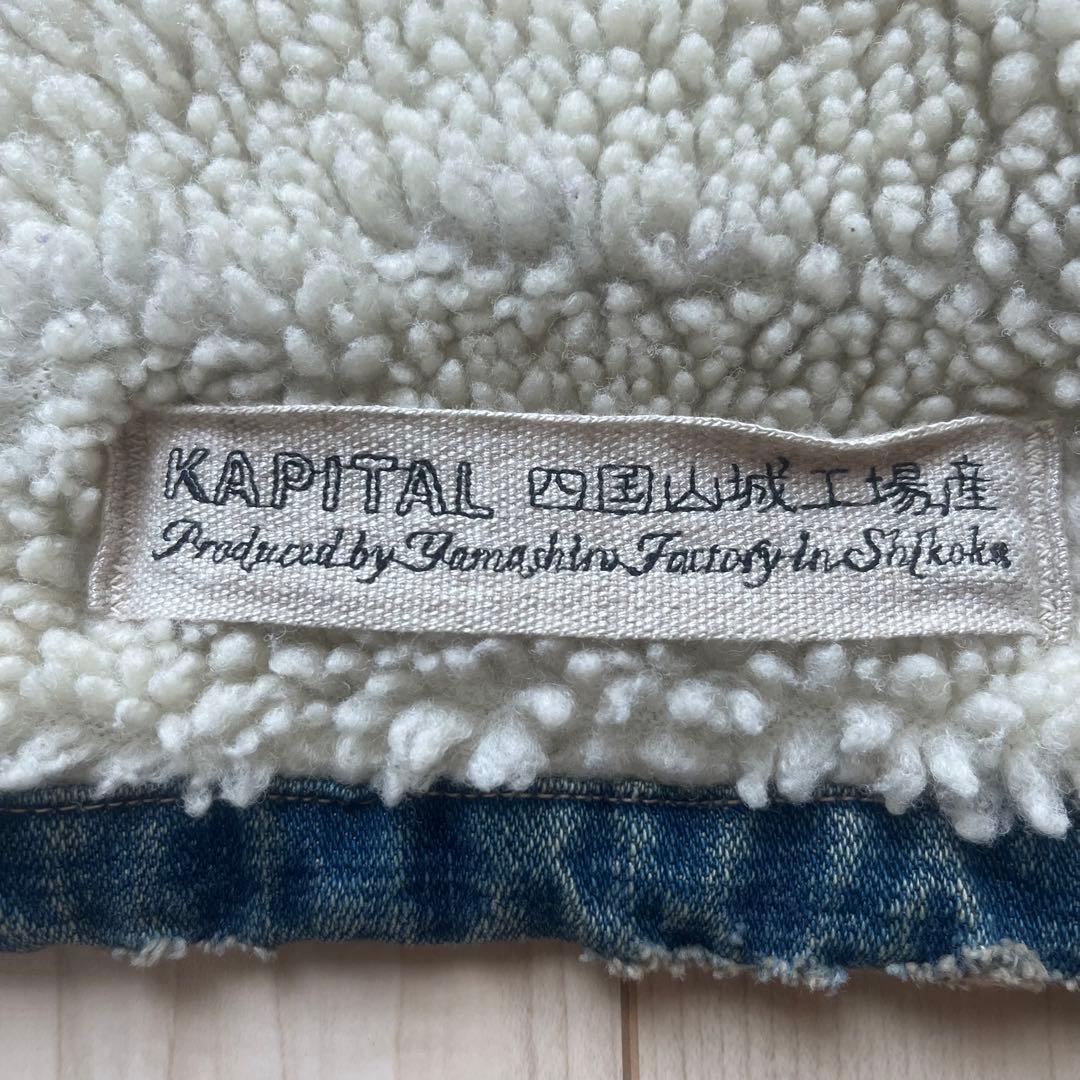 KAPITAL 四国山城工場産
Produced by Yamashiro Factory in Shikoku